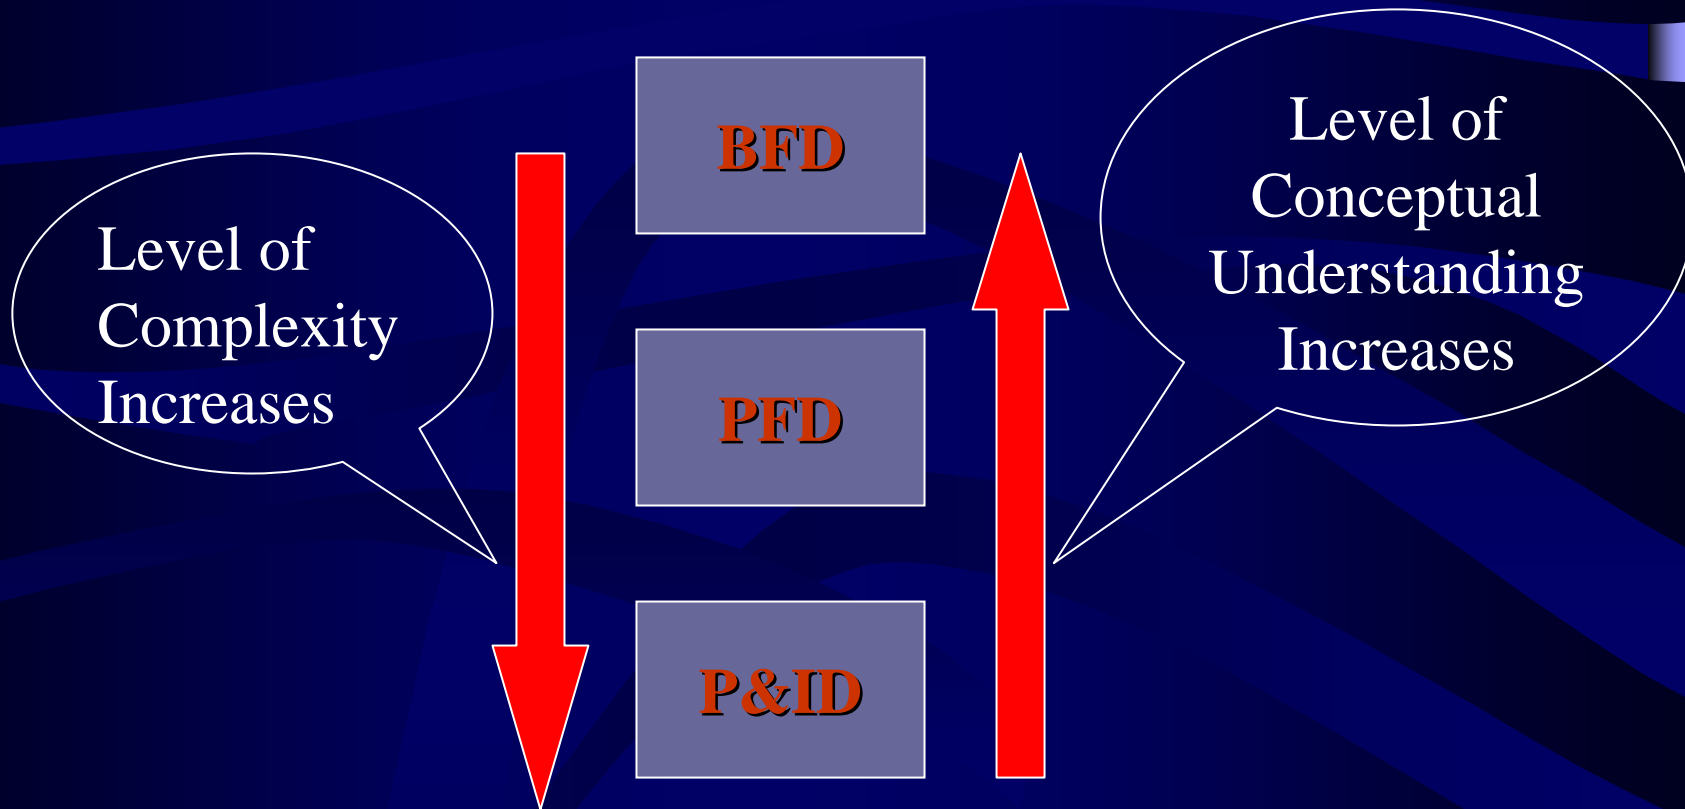 BFD
Level of
Complexity
Increases
PFD
P&ID
Level of
Conceptual
Understanding
Increases